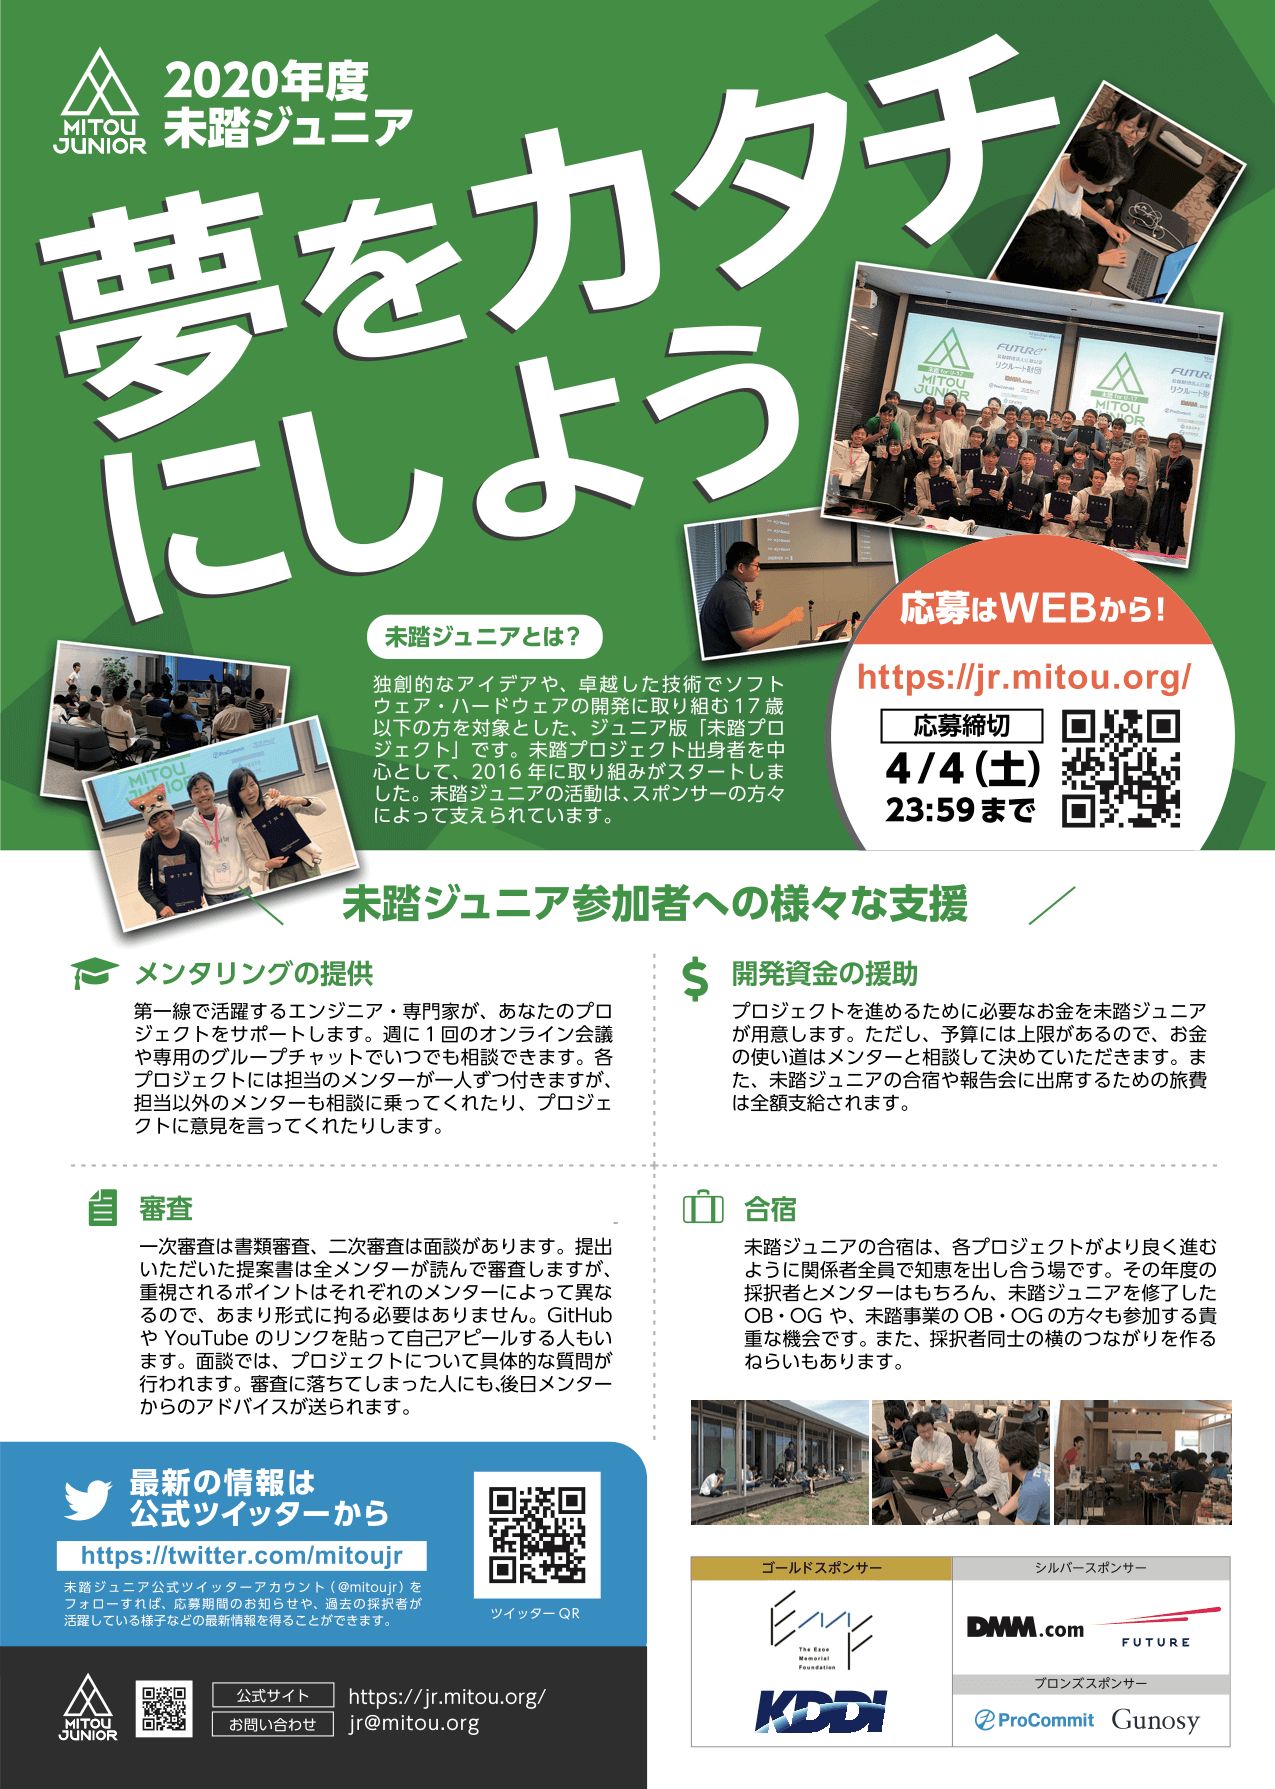 MITOU
JUNIOR
2020年度
未踏ジュニア
夢をカタチ
にしよう
FUTURE
リクルート財団
MITOU
JUNIOR
未踏ジュニアとは？
独創的なアイデアや、卓越した技術でソフト
ウェア・ハードウェアの開発に取り組む 17 歳
以下の方を対象とした、ジュニア版「未踏プロ
ジェクト」です。未踏プロジェクト出身者を中
心として、2016 年に取り組みがスタートしま
した。未踏ジュニアの活動は、スポンサーの方々
によって支えられています。
応募はWEBから！
https://jr.mitou.org/
応募締切
4/4（土）
23:59まで
未踏ジュニア参加者への様々な支援
メンタリングの提供
第一線で活躍するエンジニア・専門家が、あなたのプロ
ジェクトをサポートします。週に 1 回のオンライン会議
や専用のグループチャットでいつでも相談できます。各
プロジェクトには担当のメンターが一人ずつ付きますが、
担当以外のメンターも相談に乗ってくれたり、プロジェ
クトに意見を言ってくれたりします。
開発資金の援助
プロジェクトを進めるために必要なお金を未踏ジュニア
が用意します。ただし、予算には上限があるので、お金
の使い道はメンターと相談して決めていただきます。ま
た、未踏ジュニアの合宿や報告会に出席するための旅費
は全額支給されます。
審査
一次審査は書類審査、二次審査は面談があります。提出
いただいた提案書は全メンターが読んで審査しますが、
重視されるポイントはそれぞれのメンターによって異な
るので、あまり形式に拘る必要はありません。GitHub
や YouTube のリンクを貼って自己アピールする人もい
ます。面談では、プロジェクトについて具体的な質問が
行われます。審査に落ちてしまった人にも、後日メンター
からのアドバイスが送られます。
合宿
未踏ジュニアの合宿は、各プロジェクトがより良く進む
ように関係者全員で知恵を出し合う場です。その年度の
採択者とメンターはもちろん、未踏ジュニアを修了した
OB・OG や、未踏事業の OB・OG の方々も参加する貴
重な機会です。また、採択者同士の横のつながりを作る
ねらいもあります。
最新の情報は
公式ツイッターから
https://twitter.com/mitoujr
未踏ジュニア公式ツイッターアカウント（@mitoujr）を
フォローすれば、応募期間のお知らせや、過去の採択者が
活躍している様子などの最新情報を得ることができます。
ツイッター QR
MITOU
JUNIOR
公式サイト
https://jr.mitou.org/
お問い合わせ
jr@mitou.org
ゴールドスポンサー
The Ezoe
Memorial
Foundation
KDDI
シルバースポンサー
DMM.com
FUTURE
ブロンズスポンサー
ProCommit
Gunosy